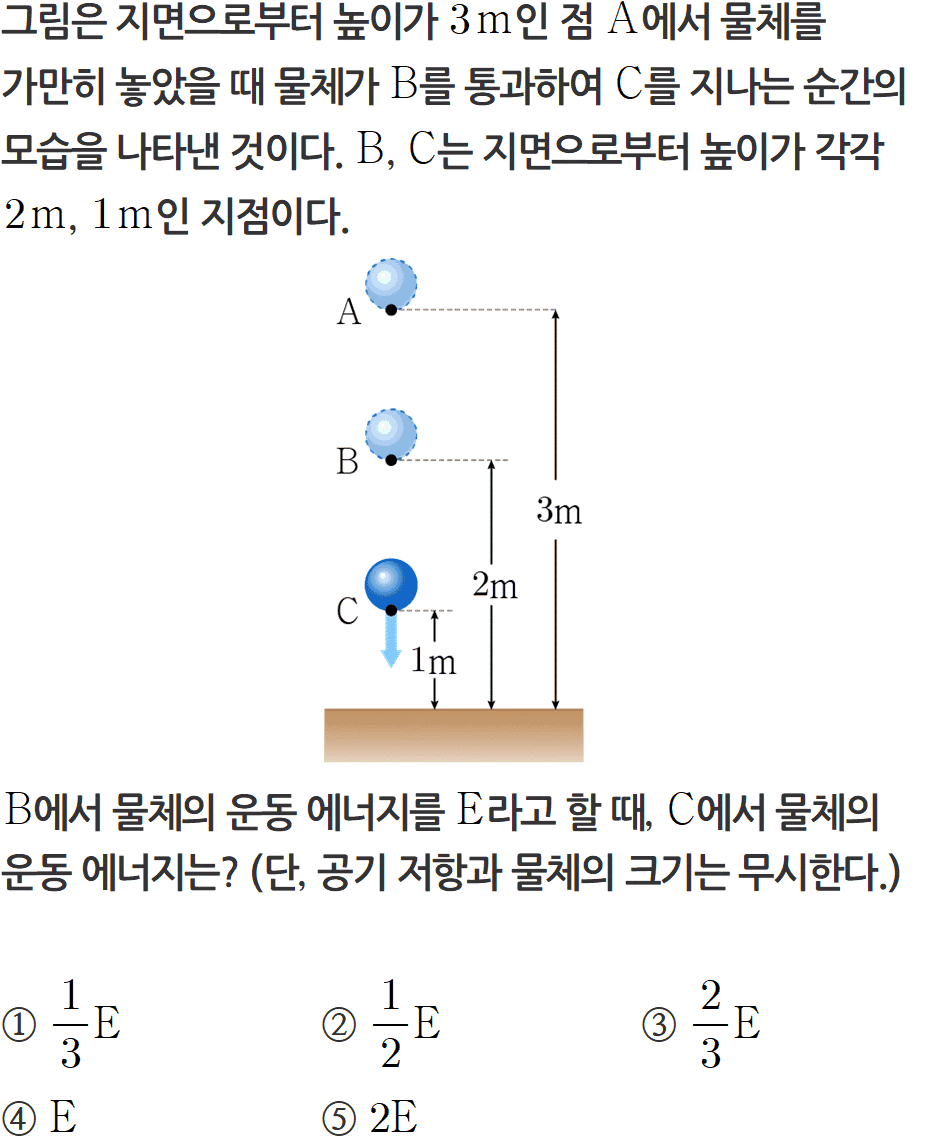 그림은 지면으로부터 높이가 3m인 점 A에서 물체를
가만히 놓았을 때 물체가 B를 통과하여 C를 지나는 순간의
모습을 나타낸 것이다. B, C는 지면으로부터 높이가 각각
2m, 1m인 지점이다.
A
B
3m
2m
C
1m
B에서 물체의 운동 에너지를 E라고 할 때, C에서 물체의
운동 에너지는? (단, 공기 저항과 물체의 크기는 무시한다.)
① \frac{1}{3}E ② \frac{1}{2}E ③ \frac{2}{3}E
④ E ⑤ 2E